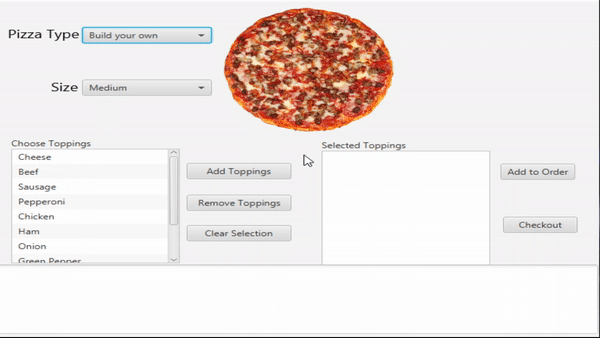 Pizza Type
Build your own
Size
Medium
Choose Toppings
Cheese
Beef
Sausage
Pepperoni
Chicken
Ham
Onion
Green Pepper
Add Toppings
Remove Toppings
Clear Selection
Selected Toppings
Add to Order
Checkout